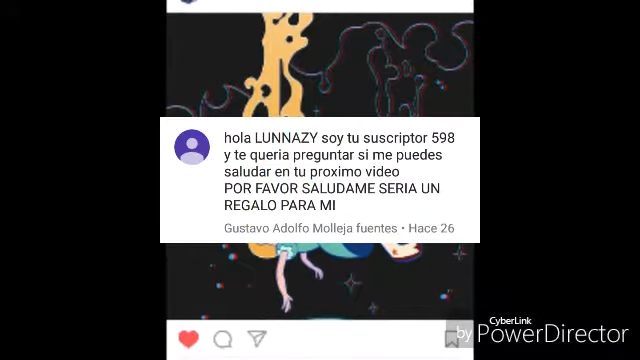 hola LUNNAZY soy tu suscriptor 598
y te queria preguntar si me puedes
saludar en tu proximo video
POR FAVOR SALUDAME SERIA UN
REGALO PARA MI
Gustavo Adolfo Molleja fuentes • Hace 26
CyberLink
by PowerDirector